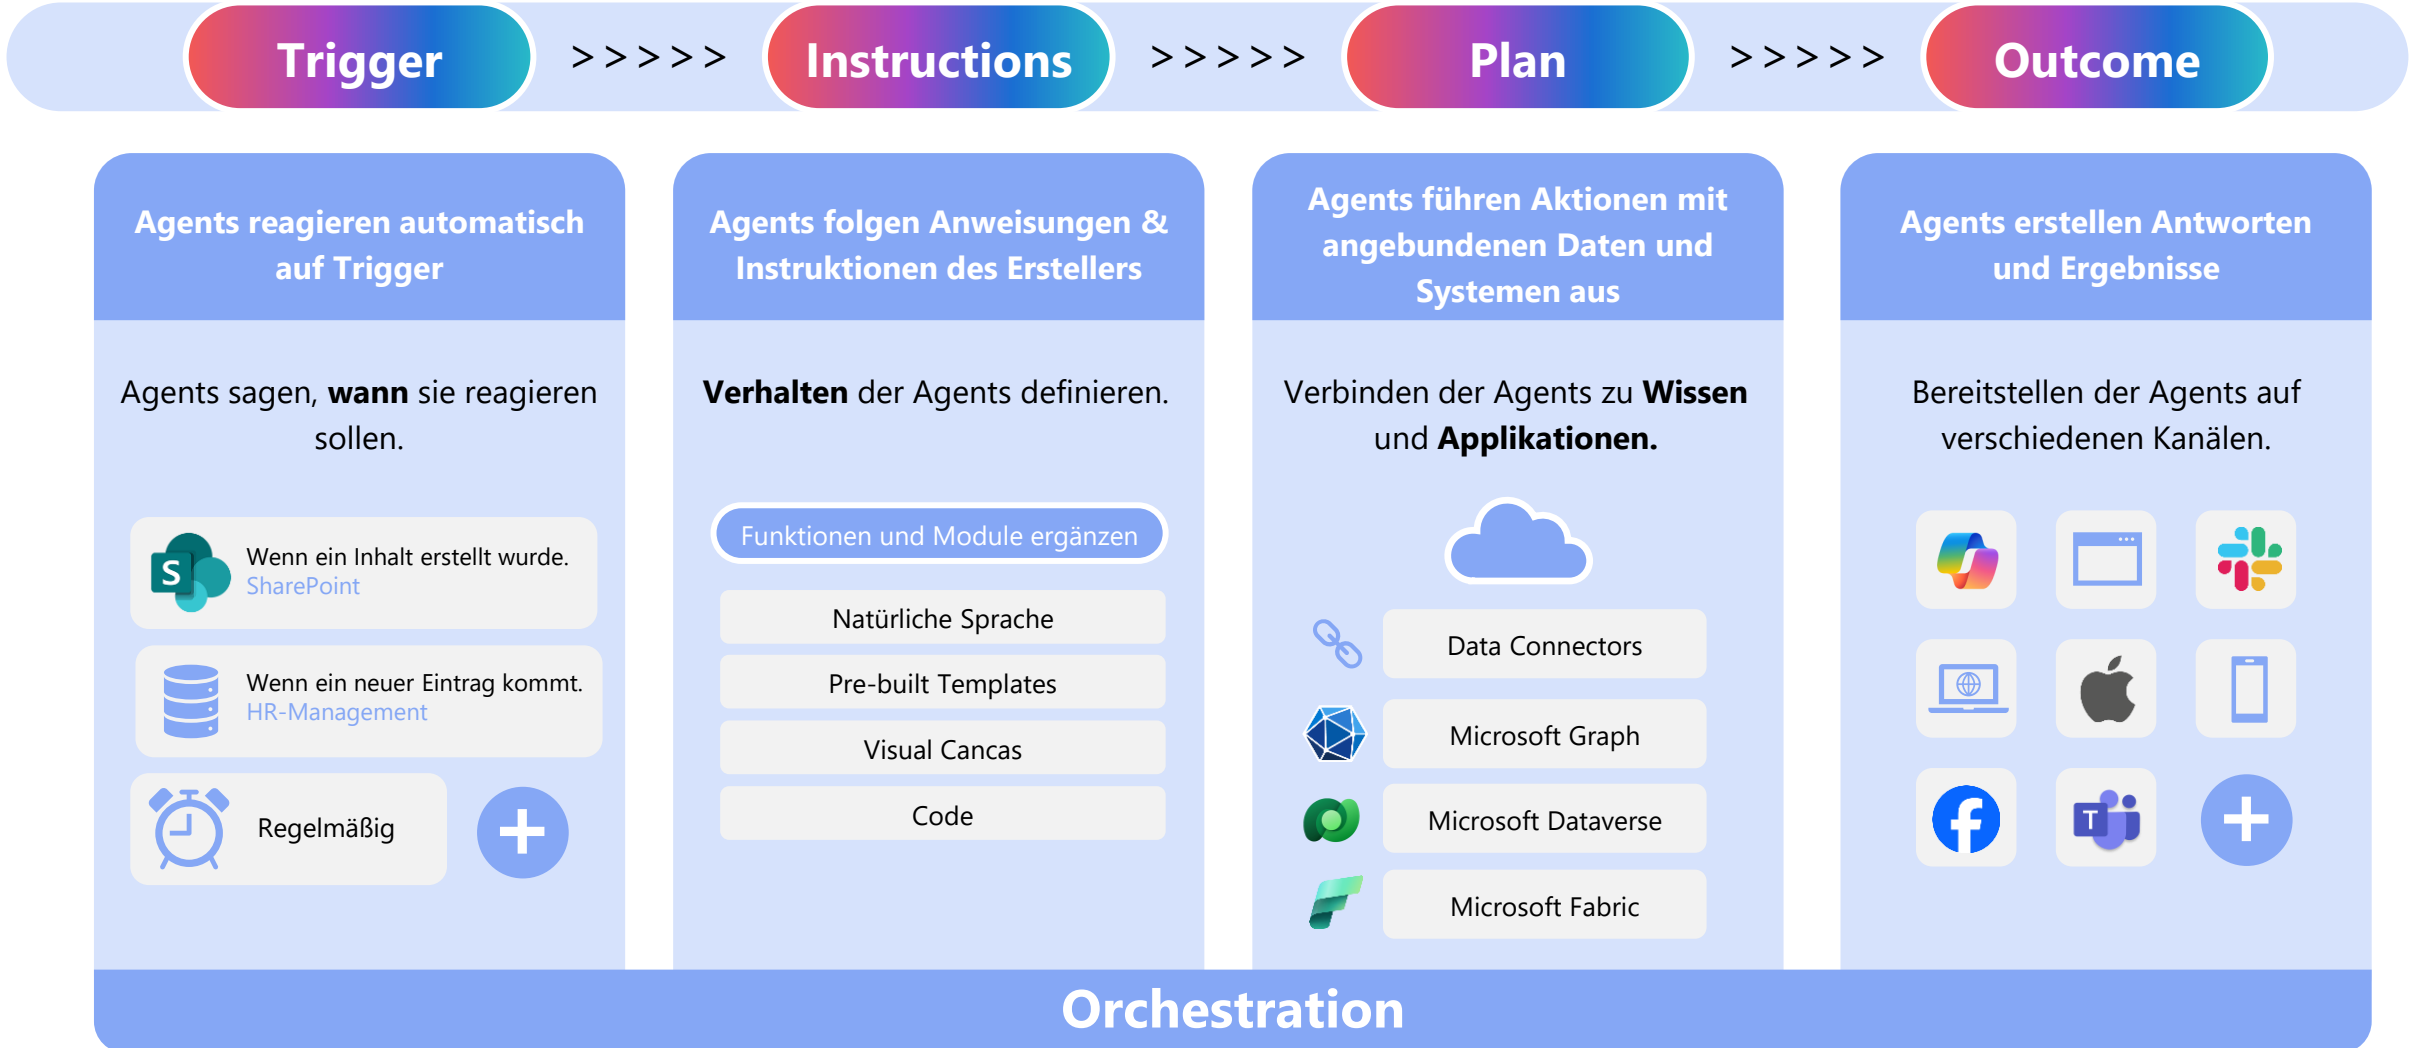 Trigger >>>>> Instructions >>>>> Plan >>>>> Outcome
Agents reagieren automatisch
auf Trigger
Agents sagen, wann sie reagieren
sollen.
Wenn ein Inhalt erstellt wurde.
SharePoint
Wenn ein neuer Eintrag kommt.
HR-Management
Regelmäßig
Agents folgen Anweisungen &
Instruktionen des Erstellers
Verhalten der Agents definieren.
Funktionen und Module ergänzen
Natürliche Sprache
Pre-built Templates
Visual Cancas
Code
Agents führen Aktionen mit
angebundenen Daten und
Systemen aus
Verbinden der Agents zu Wissen
und Applikationen.
Data Connectors
Microsoft Graph
Microsoft Dataverse
Microsoft Fabric
Agents erstellen Antworten
und Ergebnisse
Bereitstellen der Agents auf
verschiedenen Kanälen.
Orchestration